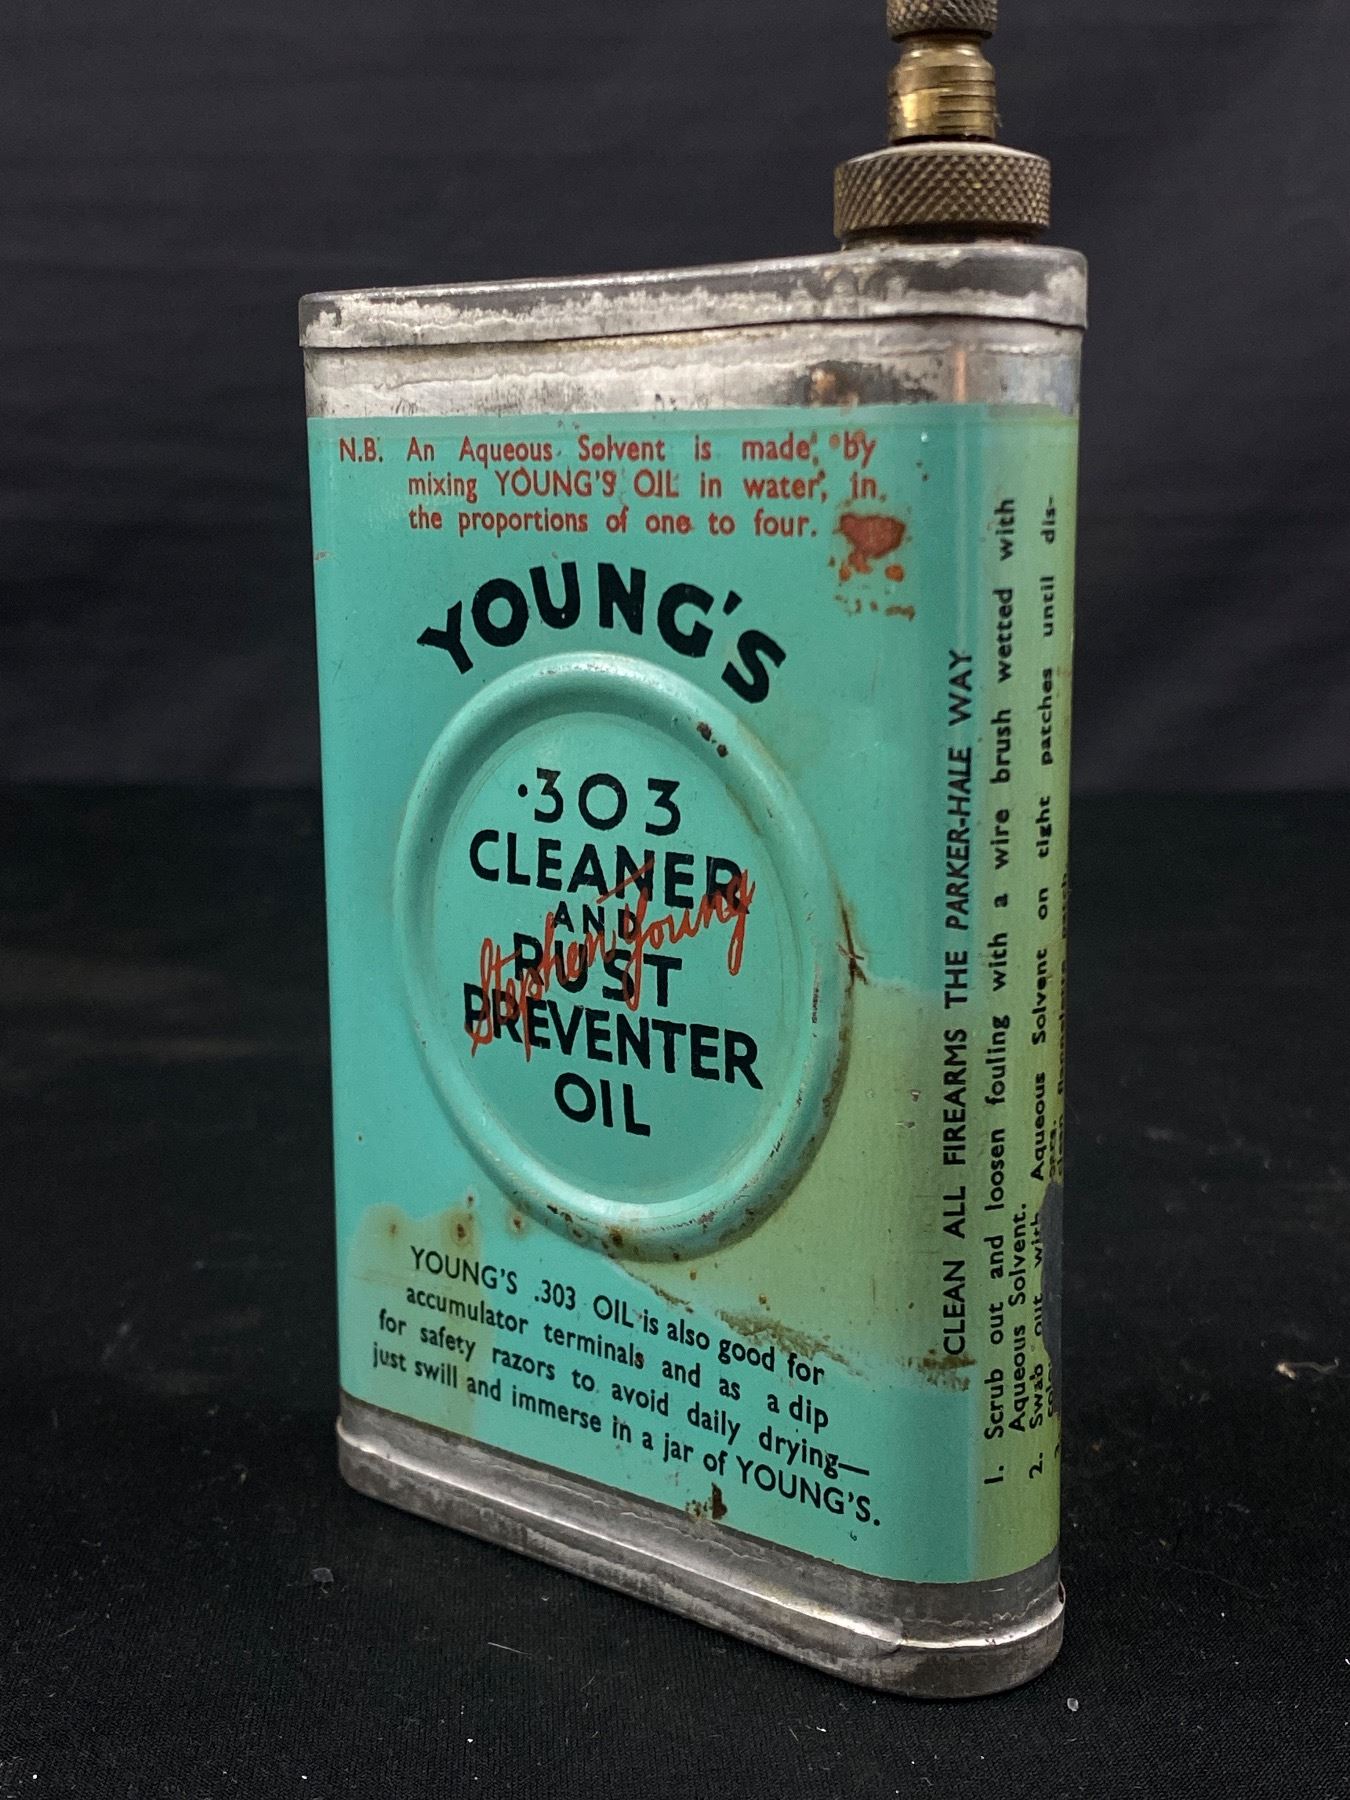 N.B. An Aqueous Solvent is made by
mixing YOUNG'S OIL in water, in
the proportions of one to four.
YOUNG'S
·303
CLEANER
AND
RUST
PREVENTER
OIL
Stephen Young
YOUNG'S .303 OIL is also good for
accumulator terminals and as a dip
for safety razors to avoid daily drying—
just swill and immerse in a jar of YOUNG'S.
CLEAN ALL FIREARMS THE PARKER-HALE WAY
1. Scrub out and loosen fouling with a wire brush wetted with
Aqueous Solvent.
2. Swab out with Aqueous Solvent on tight patches until dis-